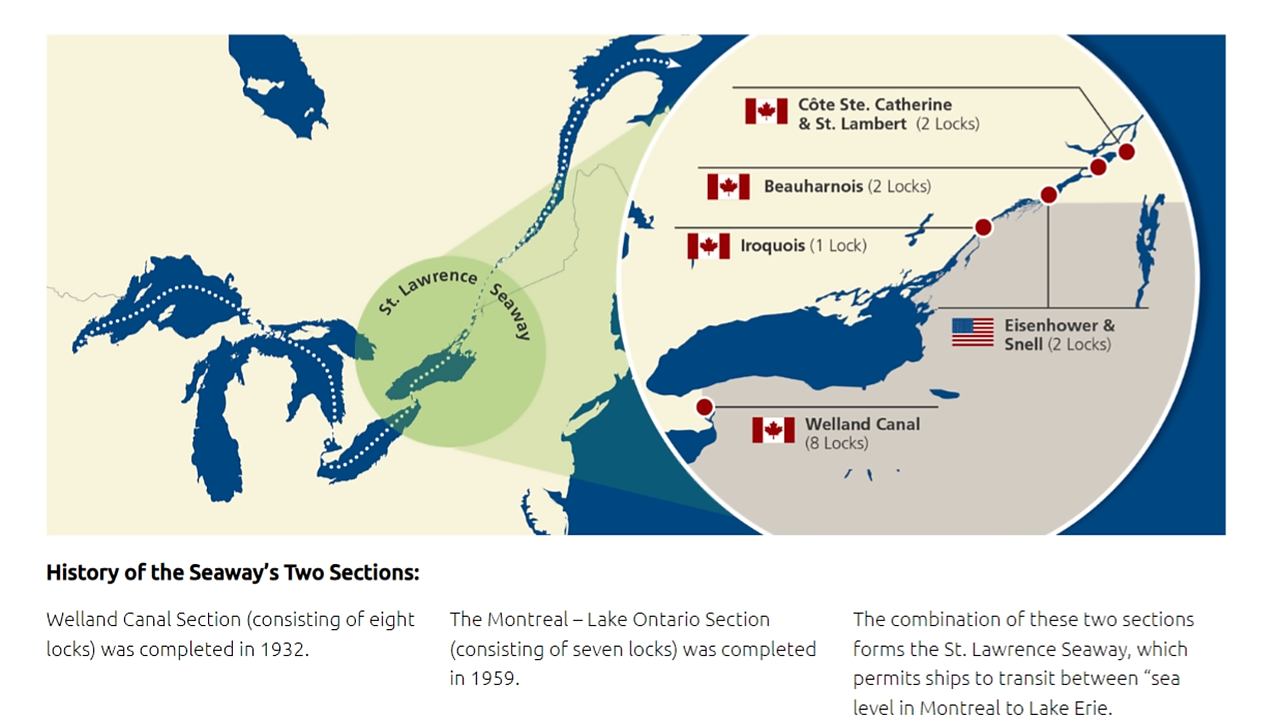 Côte Ste. Catherine
& St. Lambert (2 Locks)
Beauharnois (2 Locks)
Iroquois (1 Lock)
St. Lawrence Seaway
Eisenhower &
Snell (2 Locks)
Welland Canal
(8 Locks)
History of the Seaway’s Two Sections:
Welland Canal Section (consisting of eight
locks) was completed in 1932.
The Montreal – Lake Ontario Section
(consisting of seven locks) was completed
in 1959.
The combination of these two sections
forms the St. Lawrence Seaway, which
permits ships to transit between “sea
level in Montreal to Lake Erie.